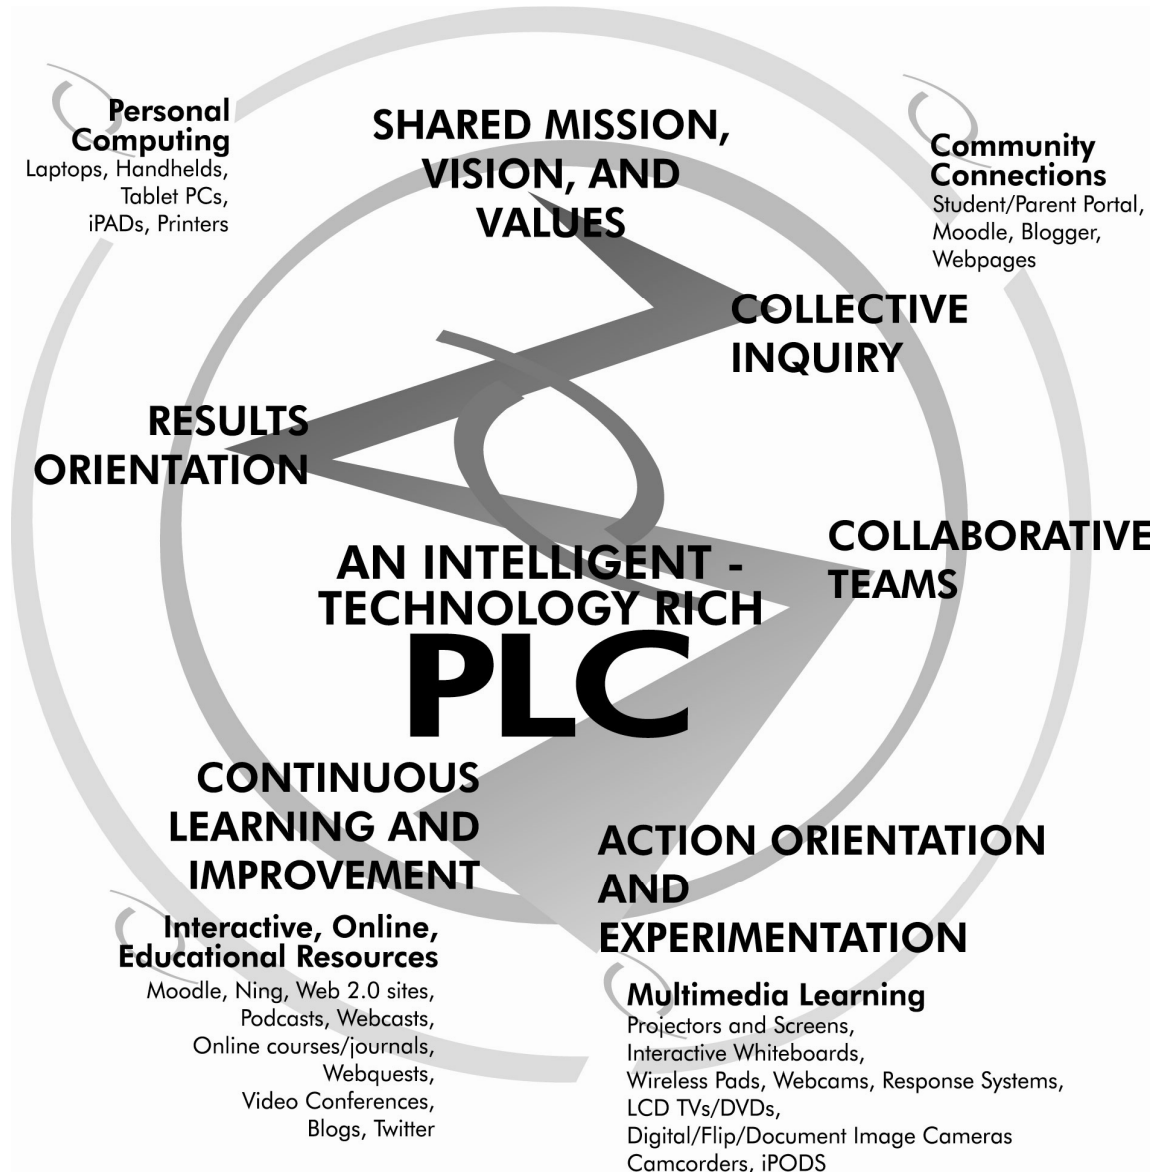 Personal
Computing
Laptops, Handhelds,
Tablet PCs,
iPADs, Printers
SHARED MISSION,
VISION, AND
VALUES
Community
Connections
Student/Parent Portal,
Moodle, Blogger,
Webpages
COLLECTIVE
INQUIRY
RESULTS
ORIENTATION
COLLABORATIVE
TEAMS
AN INTELLIGENT -
TECHNOLOGY RICH
PLC
CONTINUOUS
LEARNING AND
IMPROVEMENT
ACTION ORIENTATION
AND
EXPERIMENTATION
Interactive, Online,
Educational Resources
Moodle, Ning, Web 2.0 sites,
Podcasts, Webcasts,
Online courses/journals,
Webquests,
Video Conferences,
Blogs, Twitter
Multimedia Learning
Projectors and Screens,
Interactive Whiteboards,
Wireless Pads, Webcams, Response Systems,
LCD TVs/DVDs,
Digital/Flip/Document Image Cameras
Camcorders, iPODS